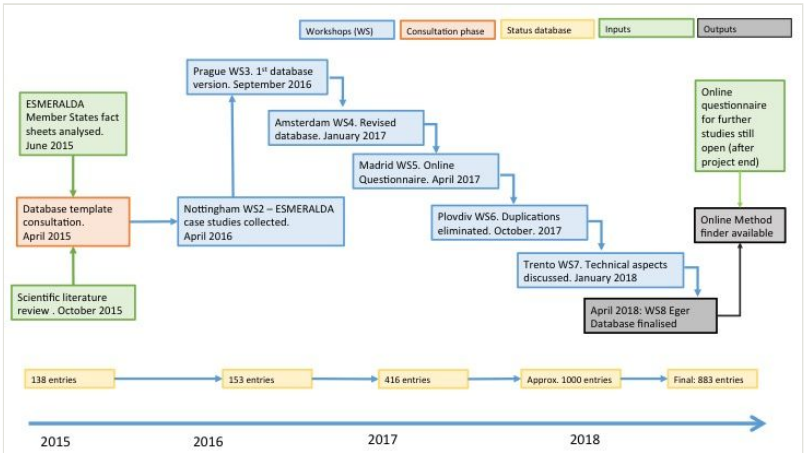 Workshops (WS)
Consultation phase
Status database
Inputs
Outputs
Prague WS3. 1st database
version. September 2016
ESMERALDA
Member States fact
sheets analysed.
June 2015
Amsterdam WS4. Revised
database. January 2017
Online
questionnaire
for further
studies still
open (after
project end)
Madrid WS5. Online
Questionnaire. April 2017
Database template
consultation.
April 2015
Nottingham WS2 – ESMERALDA
case studies collected.
April 2016
Plovdiv WS6. Duplications
eliminated. October. 2017
Online Method
finder available
Trento WS7. Technical aspects
discussed. January 2018
Scientific literature
review . October 2015
April 2018: WS8 Eger
Database finalised
138 entries
153 entries
416 entries
Approx. 1000 entries
Final: 883 entries
2015
2016
2017
2018